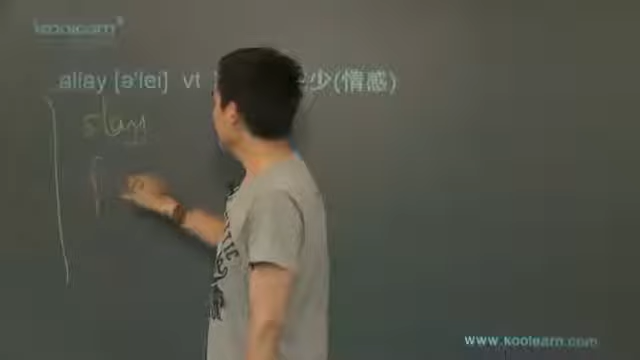 koolearn
allay [ə'lei] vt 少(情感)
slay
f
www.koolearn.com